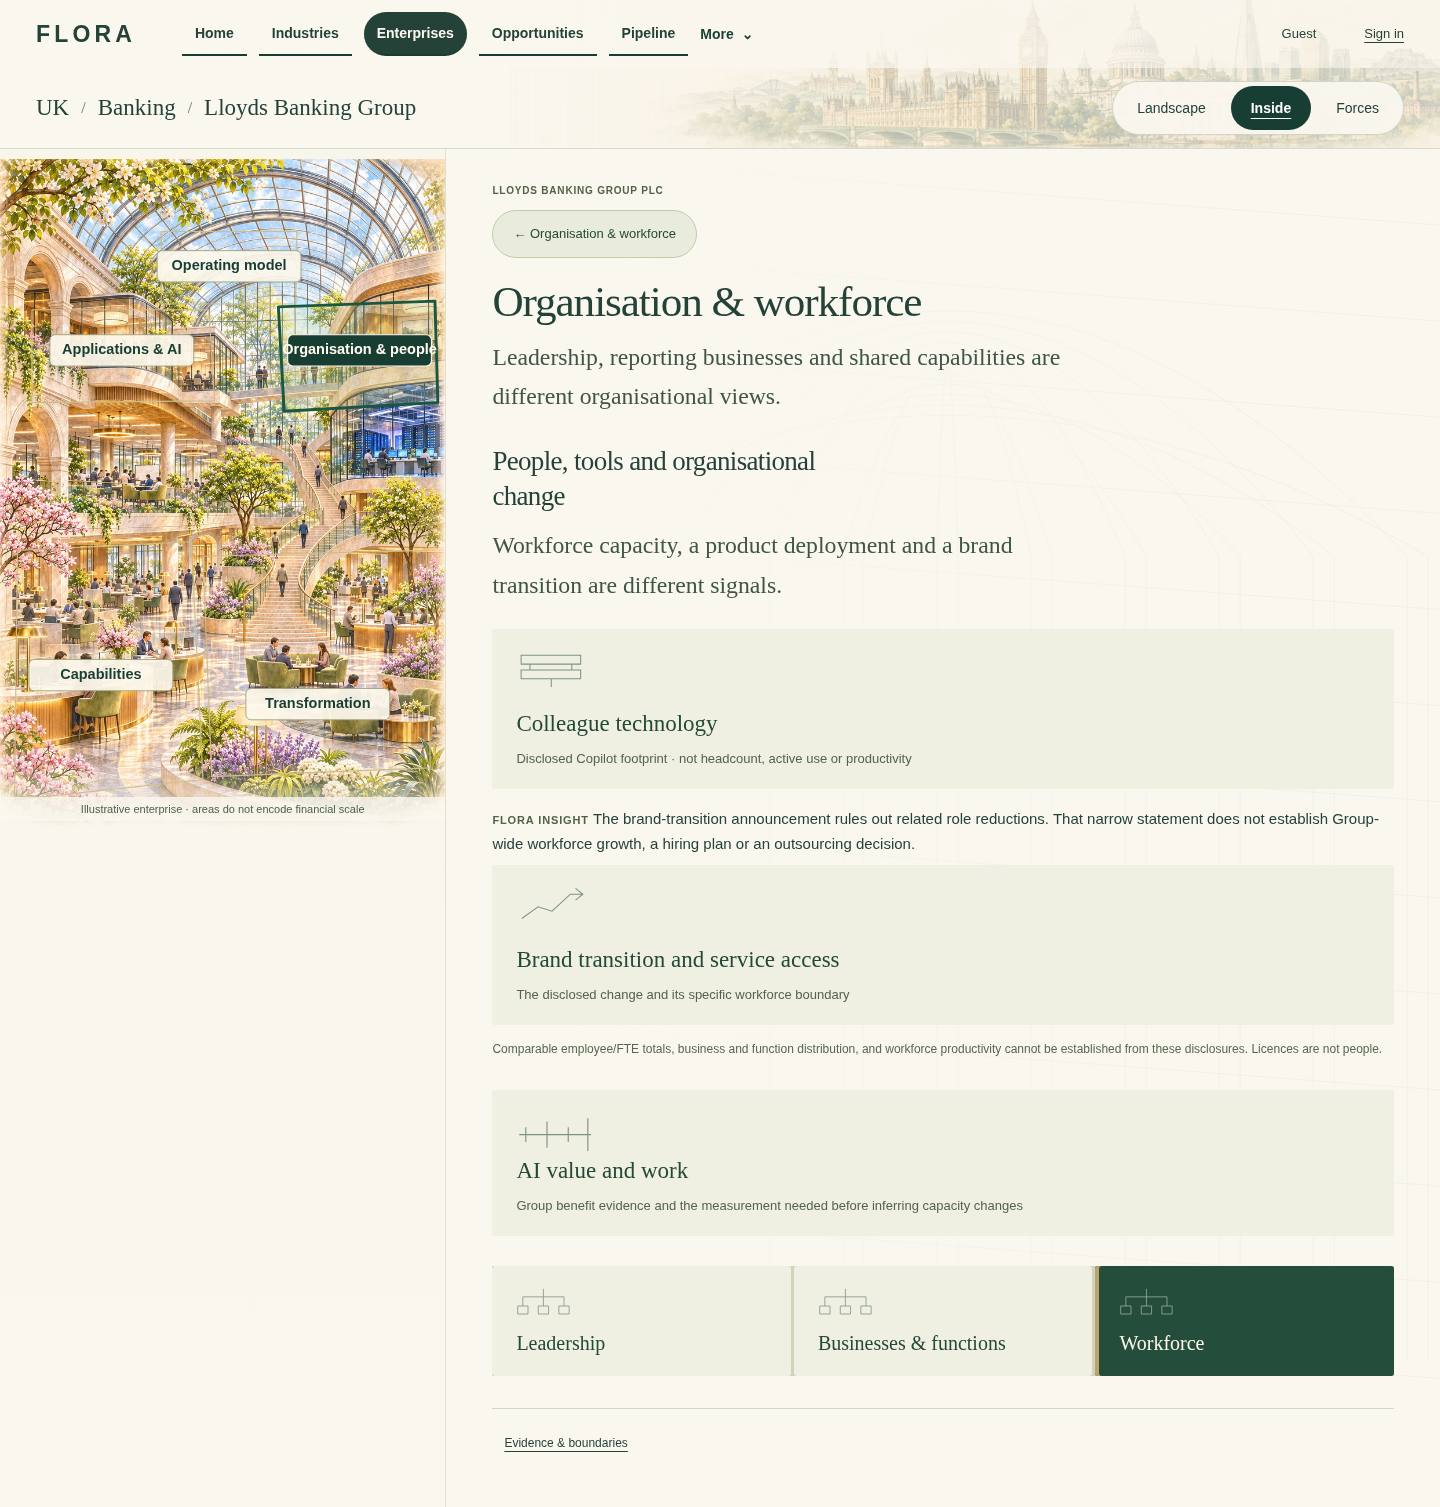 FLORA
Home
Industries
Enterprises
Opportunities
Pipeline
More
Guest
Sign in
UK / Banking / Lloyds Banking Group
Landscape
Inside
Forces
Operating model
Applications & AI
Organisation & people
Capabilities
Transformation
Illustrative enterprise · areas do not encode financial scale
LLOYDS BANKING GROUP PLC
← Organisation & workforce
Organisation & workforce
Leadership, reporting businesses and shared capabilities are
different organisational views.
People, tools and organisational
change
Workforce capacity, a product deployment and a brand
transition are different signals.
Colleague technology
Disclosed Copilot footprint · not headcount, active use or productivity
FLORA INSIGHT The brand-transition announcement rules out related role reductions. That narrow statement does not establish Group-
wide workforce growth, a hiring plan or an outsourcing decision.
Brand transition and service access
The disclosed change and its specific workforce boundary
Comparable employee/FTE totals, business and function distribution, and workforce productivity cannot be established from these disclosures. Licences are not people.
AI value and work
Group benefit evidence and the measurement needed before inferring capacity changes
Leadership
Businesses & functions
Workforce
Evidence & boundaries